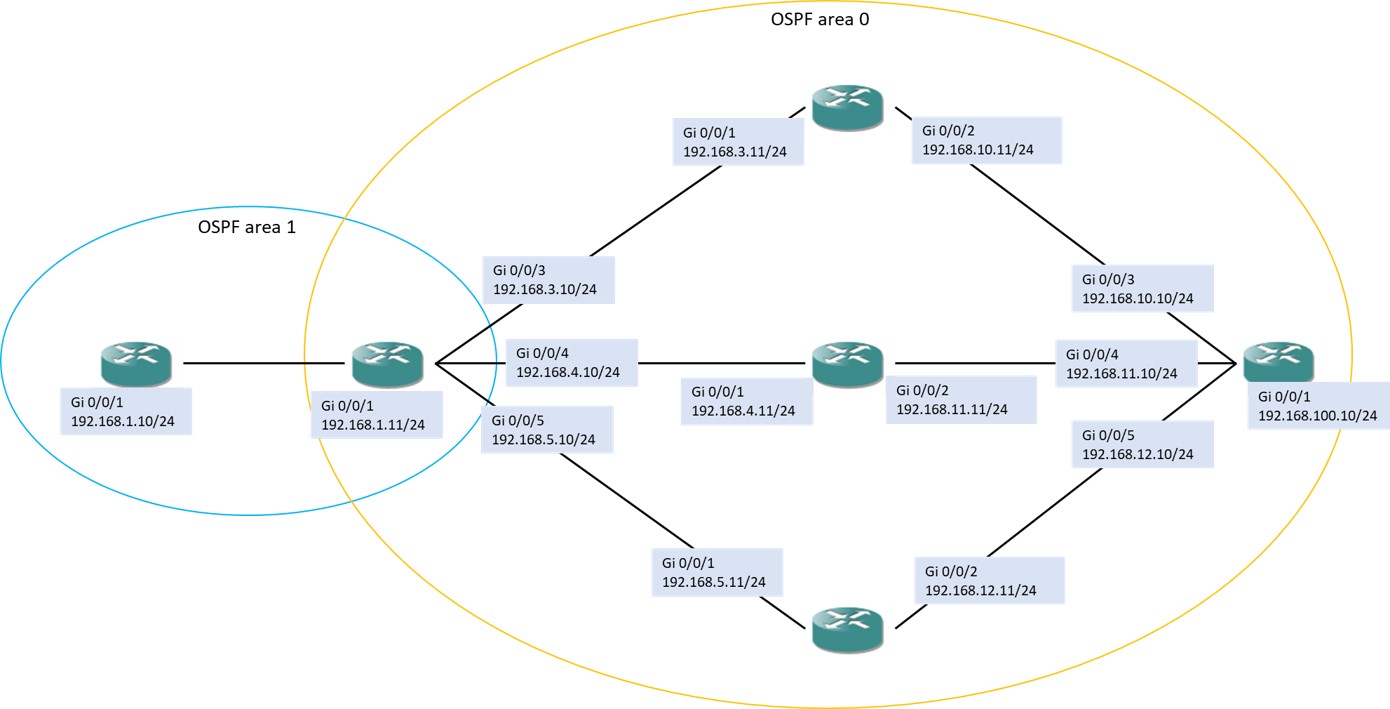 OSPF area 0
Gi 0/0/1
192.168.3.11/24
Gi 0/0/2
192.168.10.11/24
OSPF area 1
Gi 0/0/3
192.168.3.10/24
Gi 0/0/3
192.168.10.10/24
Gi 0/0/4
192.168.4.10/24
Gi 0/0/4
192.168.11.10/24
Gi 0/0/1
192.168.1.10/24
Gi 0/0/1
192.168.1.11/24
Gi 0/0/1
192.168.4.11/24
Gi 0/0/2
192.168.11.11/24
Gi 0/0/1
192.168.100.10/24
Gi 0/0/5
192.168.5.10/24
Gi 0/0/5
192.168.12.10/24
Gi 0/0/1
192.168.5.11/24
Gi 0/0/2
192.168.12.11/24